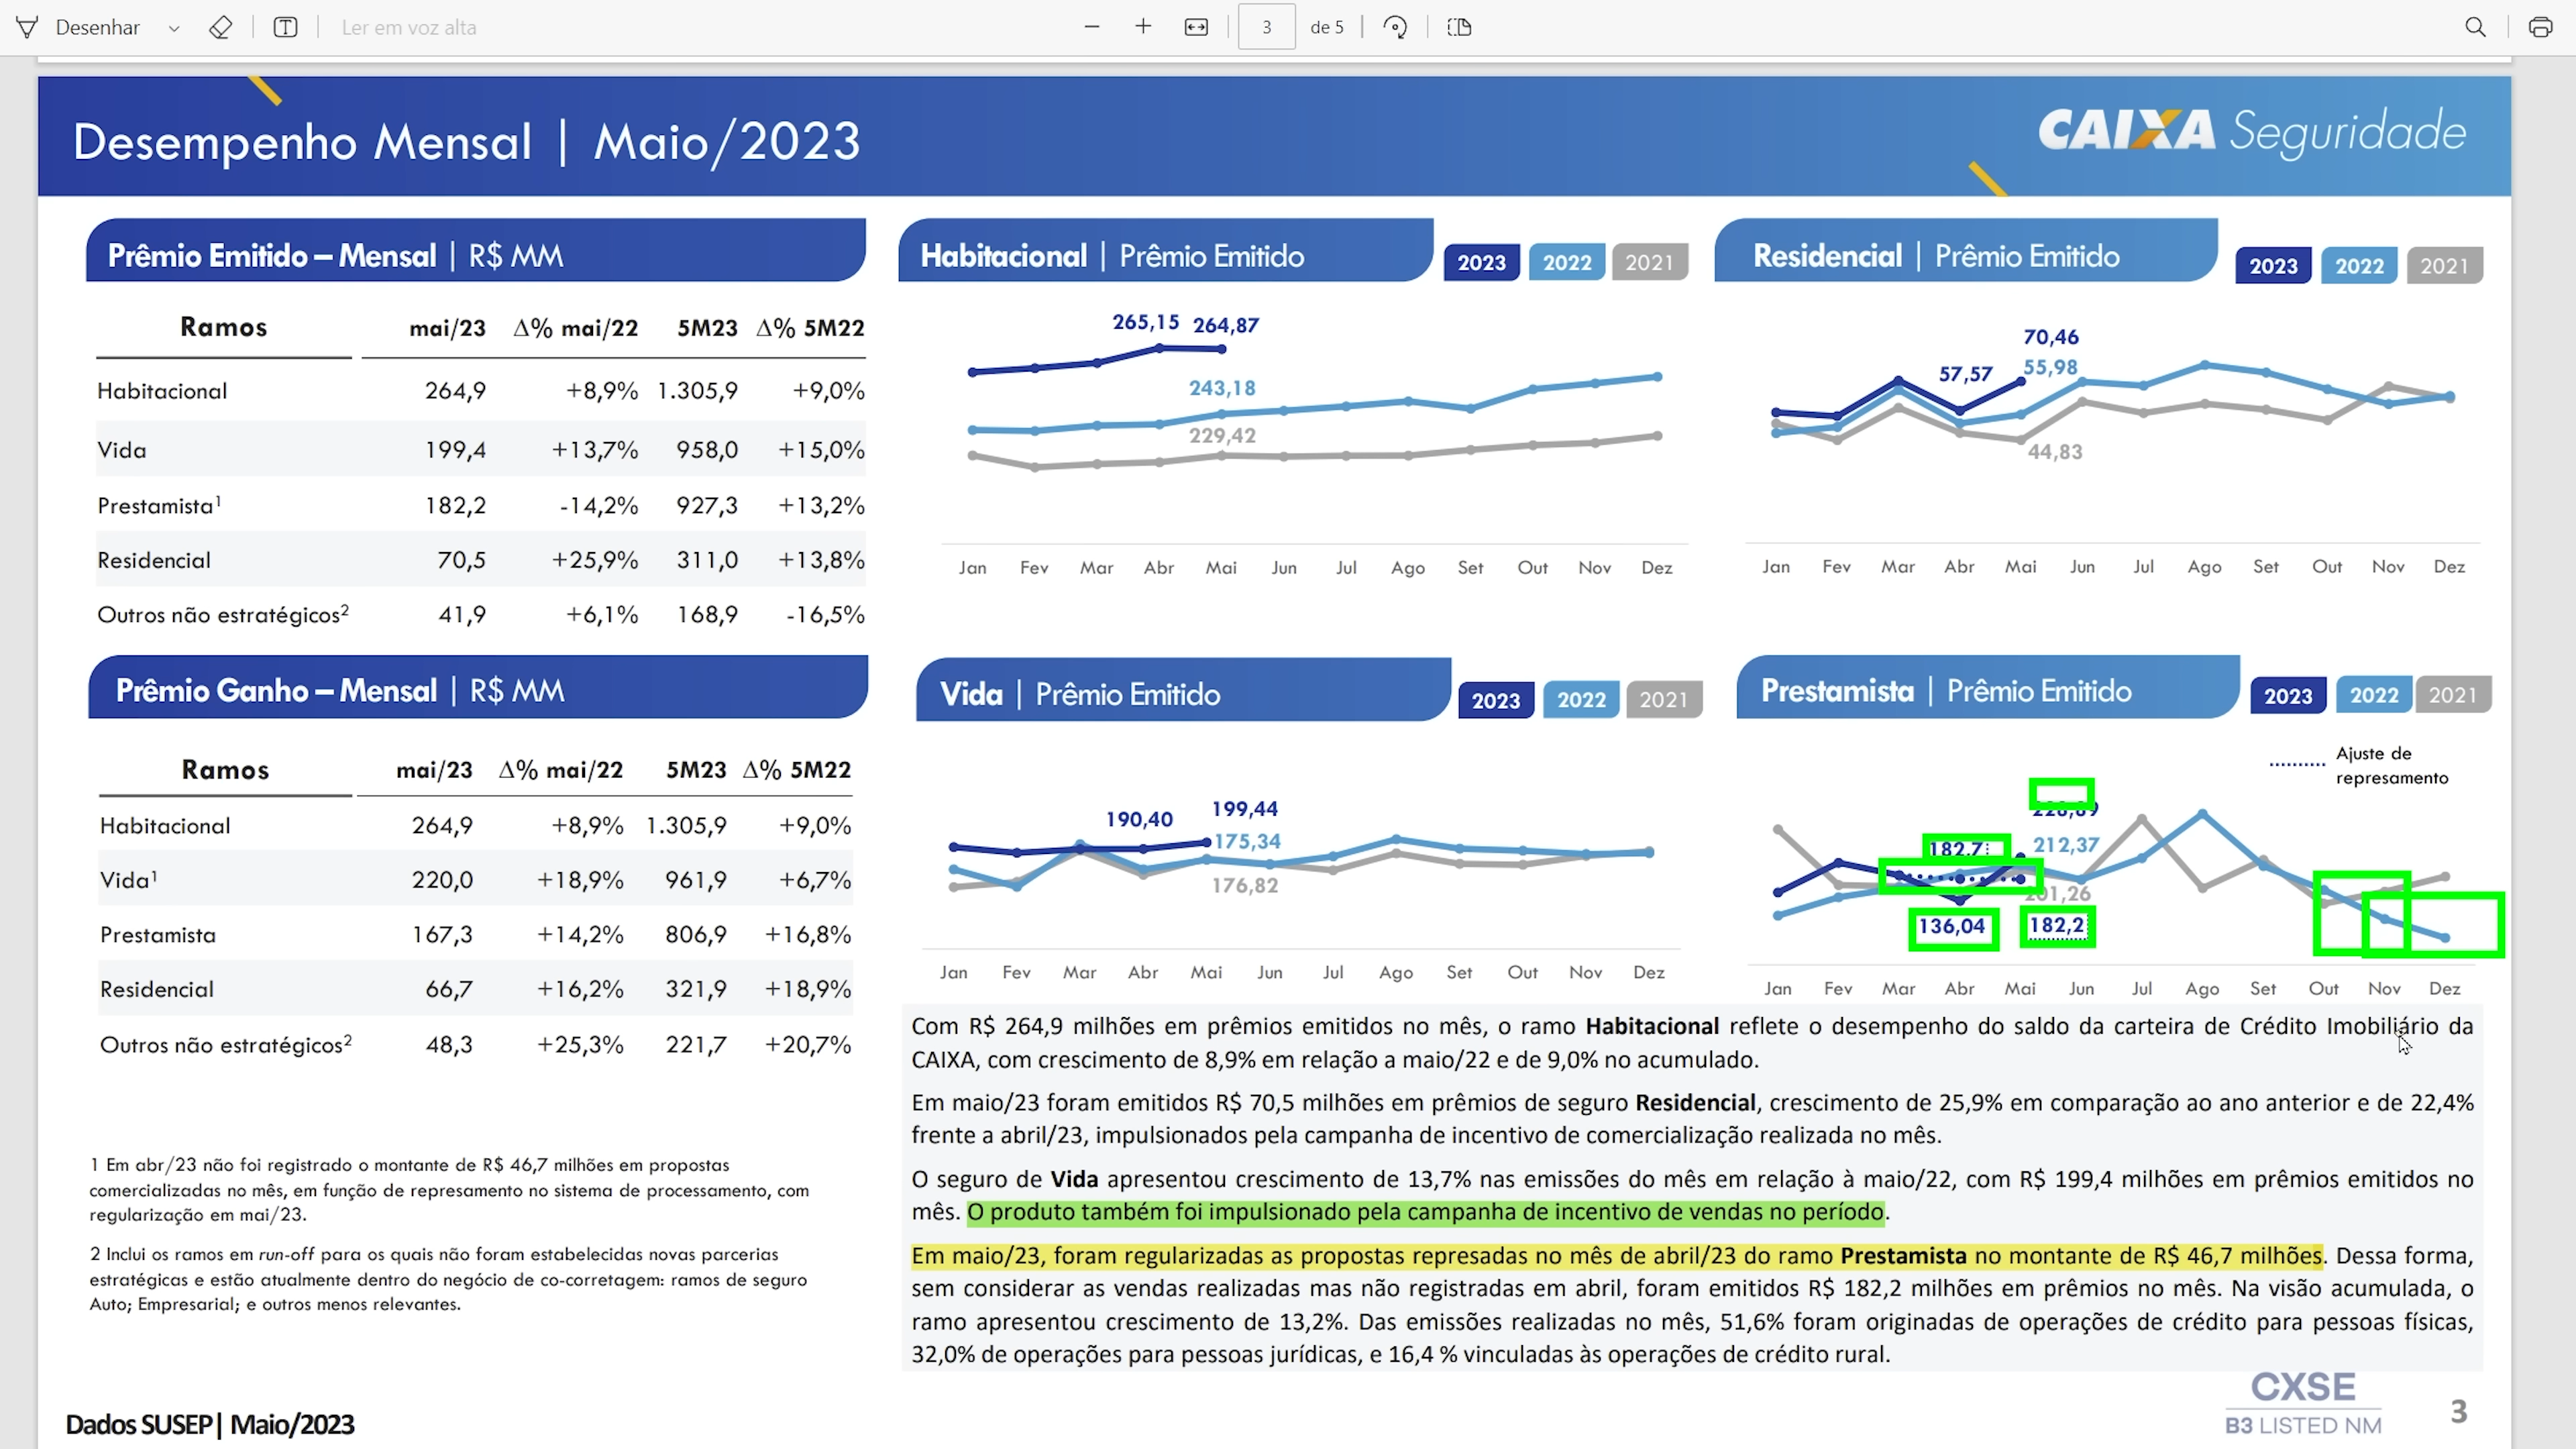 Desenhar
Ler em voz alta
3 de 5
Desempenho Mensal | Maio/2023
CAIXA Seguridade
Prêmio Emitido – Mensal | R$ MM
Ramos mai/23 Δ% mai/22 5M23 Δ% 5M22
Habitacional 264,9 +8,9% 1.305,9 +9,0%
Vida 199,4 +13,7% 958,0 +15,0%
Prestamista¹ 182,2 -14,2% 927,3 +13,2%
Residencial 70,5 +25,9% 311,0 +13,8%
Outros não estratégicos² 41,9 +6,1% 168,9 -16,5%
Habitacional | Prêmio Emitido
2023 2022 2021
265,15 264,87
243,18
229,42
Jan Fev Mar Abr Mai Jun Jul Ago Set Out Nov Dez
Residencial | Prêmio Emitido
2023 2022 2021
70,46
57,57 55,98
44,83
Jan Fev Mar Abr Mai Jun Jul Ago Set Out Nov Dez
Prêmio Ganho – Mensal | R$ MM
Ramos mai/23 Δ% mai/22 5M23 Δ% 5M22
Habitacional 264,9 +8,9% 1.305,9 +9,0%
Vida¹ 220,0 +18,9% 961,9 +6,7%
Prestamista 167,3 +14,2% 806,9 +16,8%
Residencial 66,7 +16,2% 321,9 +18,9%
Outros não estratégicos² 48,3 +25,3% 221,7 +20,7%
1 Em abr/23 não foi registrado o montante de R$ 46,7 milhões em propostas
comercializadas no mês, em função de represamento no sistema de processamento, com
regularização em mai/23.
2 Inclui os ramos em run-off para os quais não foram estabelecidas novas parcerias
estratégicas e estão atualmente dentro do negócio de co-corretagem: ramos de seguro
Auto; Empresarial; e outros menos relevantes.
Vida | Prêmio Emitido
2023 2022 2021
190,40 199,44
175,34
176,82
Jan Fev Mar Abr Mai Jun Jul Ago Set Out Nov Dez
Prestamista | Prêmio Emitido
2023 2022 2021
Ajuste de
represamento
182,7 212,37
201,26
136,04 182,2
Jan Fev Mar Abr Mai Jun Jul Ago Set Out Nov Dez
Com R$ 264,9 milhões em prêmios emitidos no mês, o ramo Habitacional reflete o desempenho do saldo da carteira de Crédito Imobiliário da
CAIXA, com crescimento de 8,9% em relação a maio/22 e de 9,0% no acumulado.
Em maio/23 foram emitidos R$ 70,5 milhões em prêmios de seguro Residencial, crescimento de 25,9% em comparação ao ano anterior e de 22,4%
frente a abril/23, impulsionados pela campanha de incentivo de comercialização realizada no mês.
O seguro de Vida apresentou crescimento de 13,7% nas emissões do mês em relação à maio/22, com R$ 199,4 milhões em prêmios emitidos no
mês. O produto também foi impulsionado pela campanha de incentivo de vendas no período.
Em maio/23, foram regularizadas as propostas represadas no mês de abril/23 do ramo Prestamista no montante de R$ 46,7 milhões. Dessa forma,
sem considerar as vendas realizadas mas não registradas em abril, foram emitidos R$ 182,2 milhões em prêmios no mês. Na visão acumulada, o
ramo apresentou crescimento de 13,2%. Das emissões realizadas no mês, 51,6% foram originadas de operações de crédito para pessoas físicas,
32,0% de operações para pessoas jurídicas, e 16,4 % vinculadas às operações de crédito rural.
Dados SUSEP| Maio/2023
CXSE
B3 LISTED NM
3